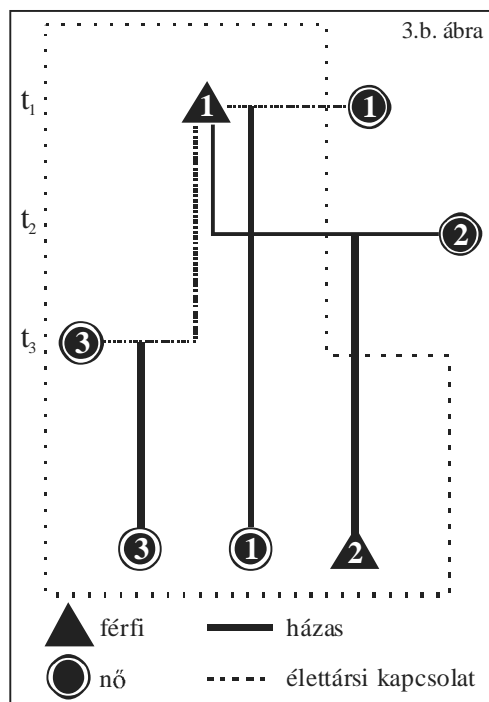 3.b. ábra
t1 1 1
t2 2
t3 3
3 1 2
férfi házas
nő élettársi kapcsolat